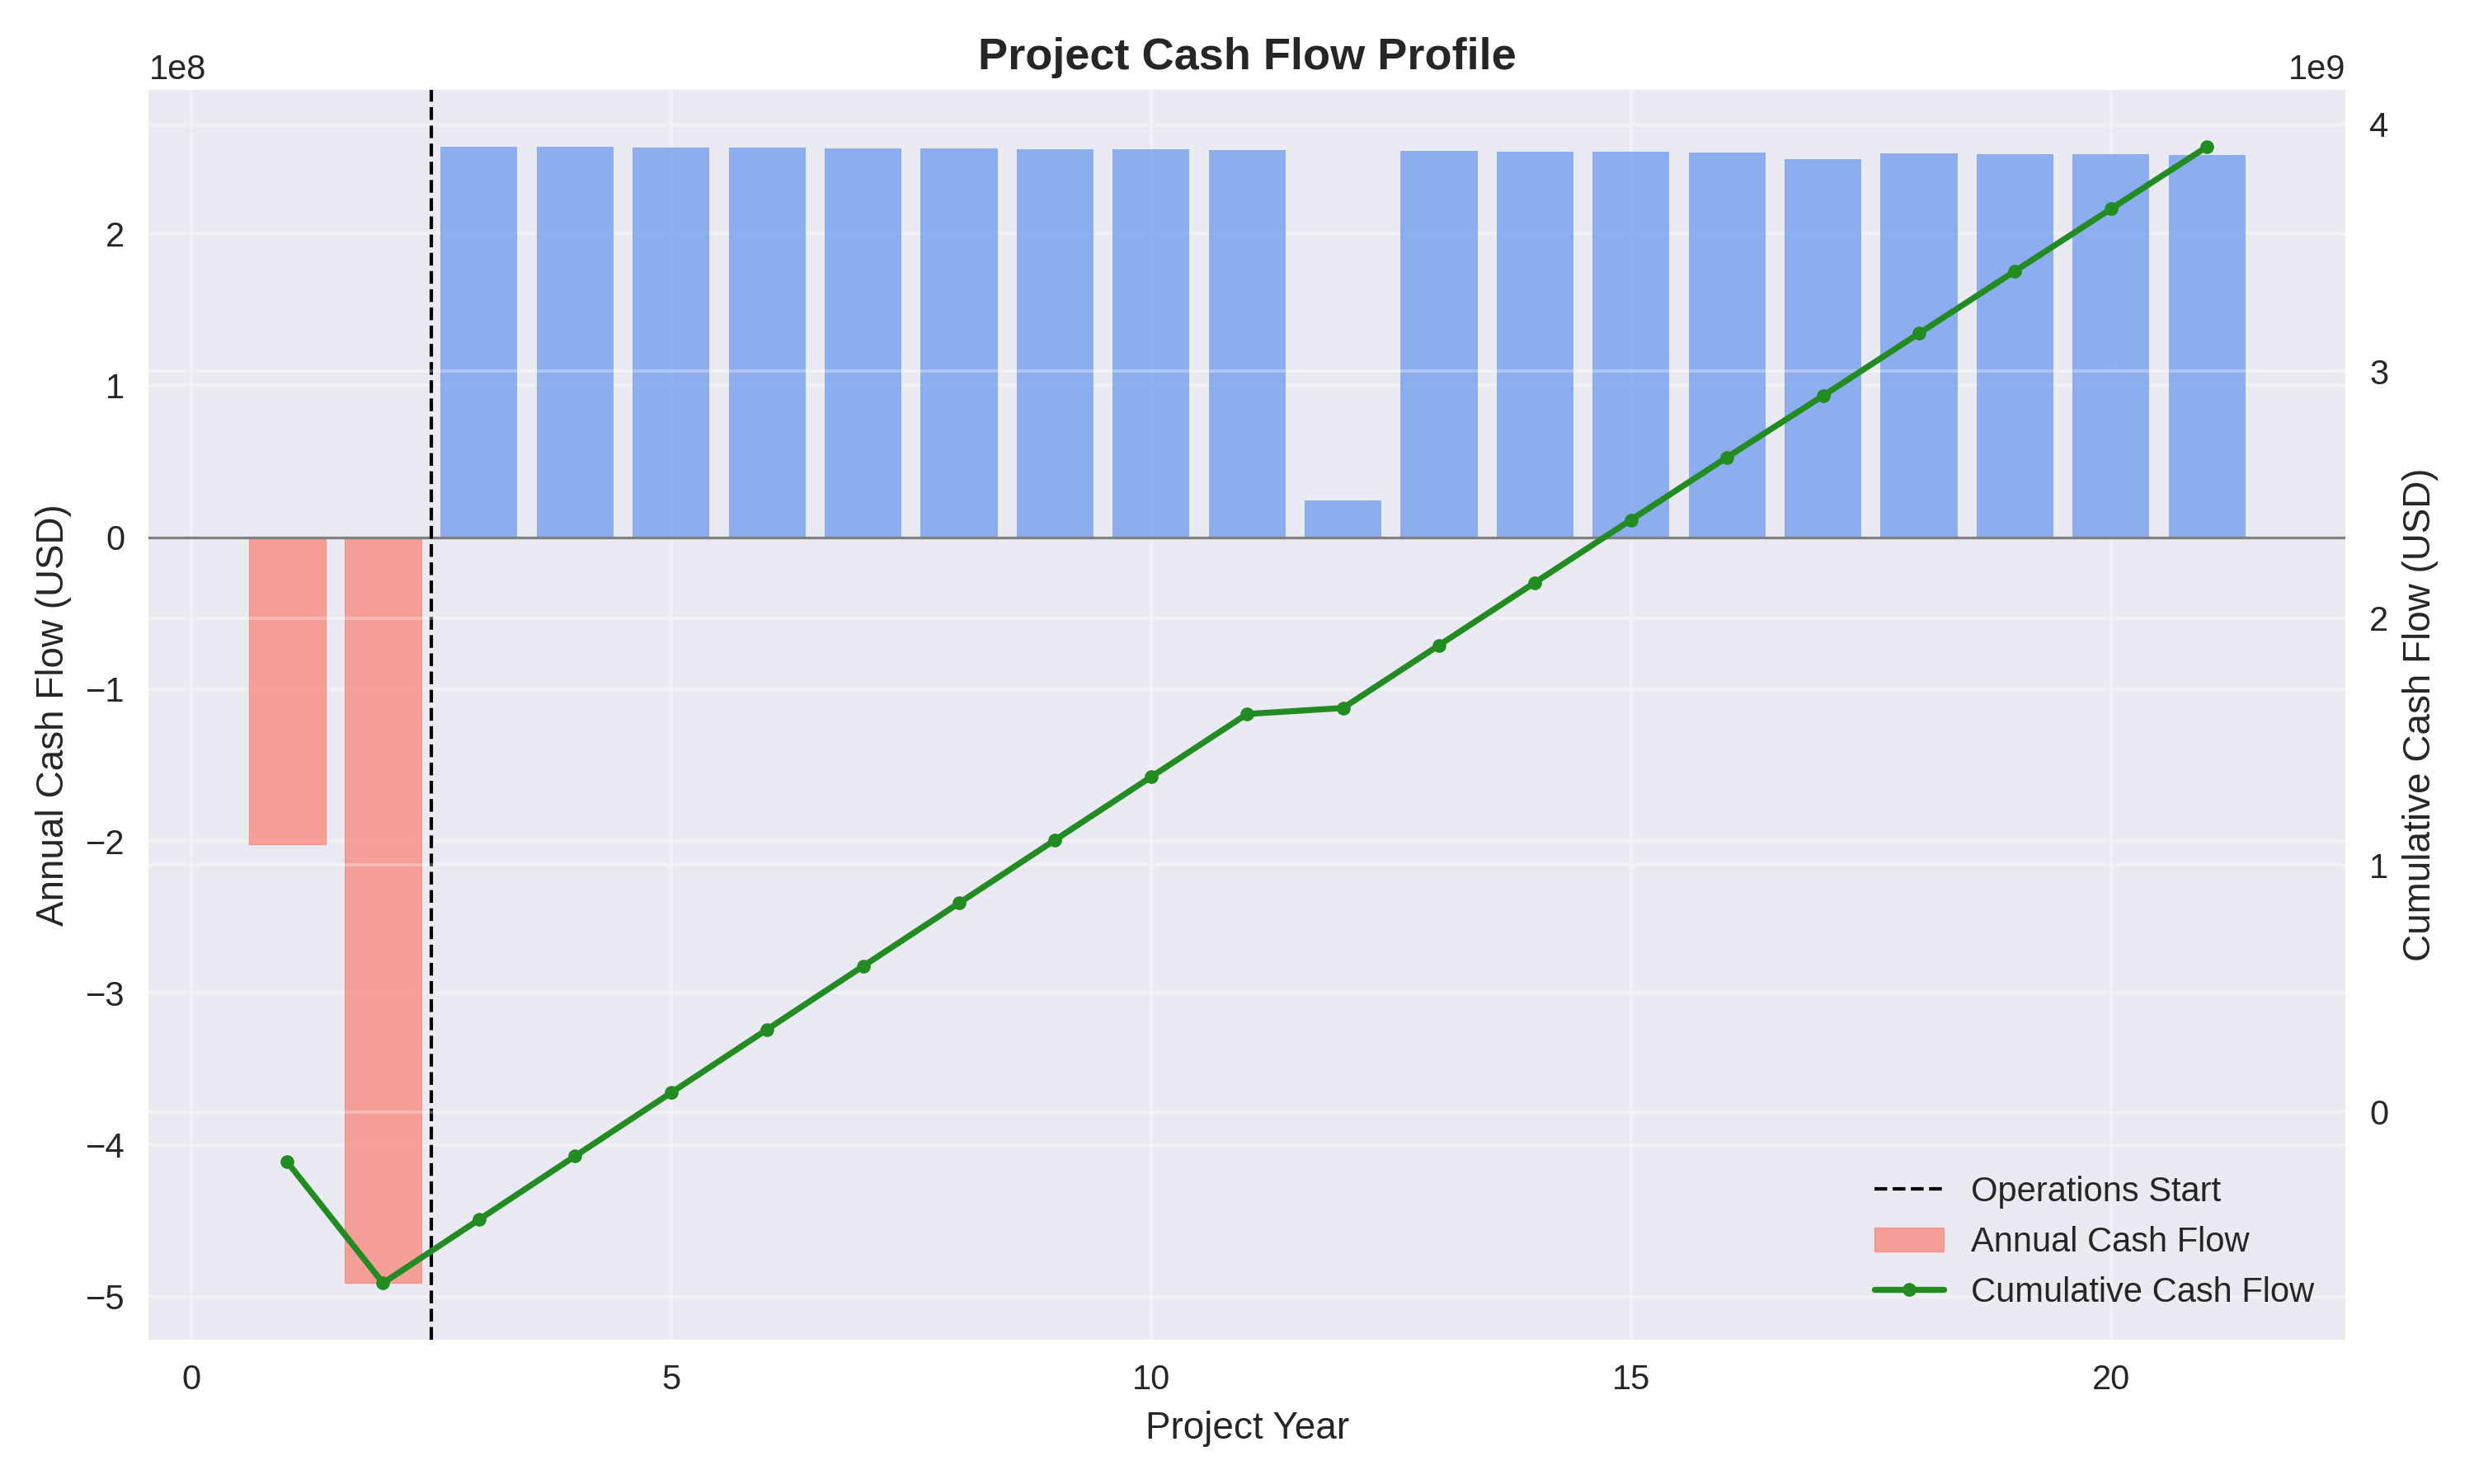 Project Cash Flow Profile
1e8
1e9
Annual Cash Flow (USD)
2
1
0
−1
−2
−3
−4
−5
4
3
2
1
0
Cumulative Cash Flow (USD)
Operations Start
Annual Cash Flow
Cumulative Cash Flow
0 5 10 15 20
Project Year